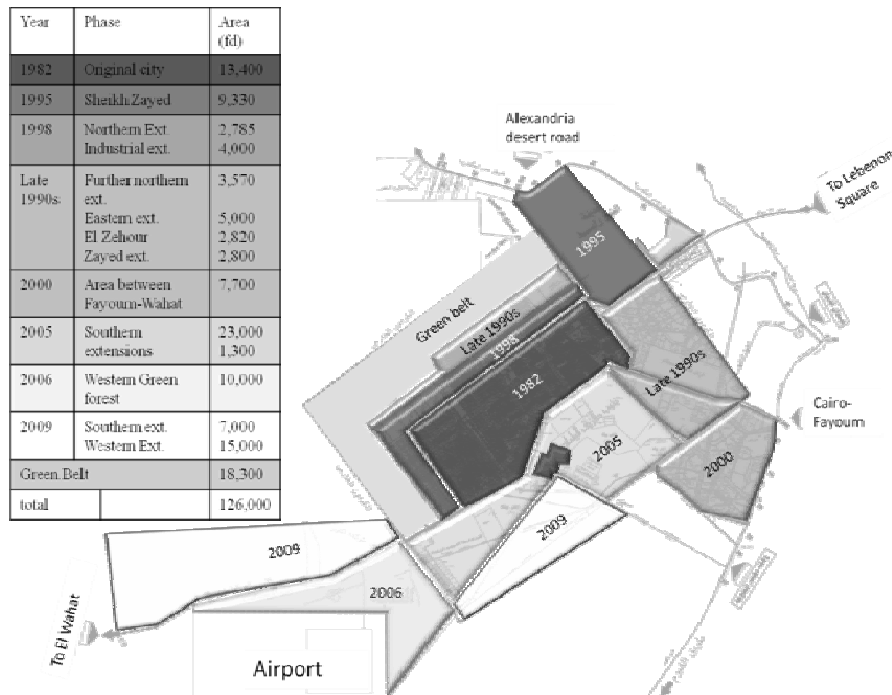 Year Phase Area
(fd)
1982 Original city 13,400
1995 Sheikh Zayed 9,330
1998 Northern Ext. 2,785
Industrial ext. 4,000
Late Further northern 3,570
1990s: ext.
Eastern ext. 5,000
El Zehour 2,820
Zayed ext. 2,800
2000 Area between 7,700
Fayoum-Wahat
2005 Southern 23,000
extensions 1,300
2006 Western Green 10,000
forest
2009 Southern ext. 7,000
Western Ext. 15,000
Green Belt 18,300
total 126,000
Alexandria
desert road
To Lebenon
Square
1995
Green belt
Late 1990s
1998
1982
Late 1990s
Cairo-
Fayoum
2005
2000
2009
2009
2006
To El Wahat
Airport